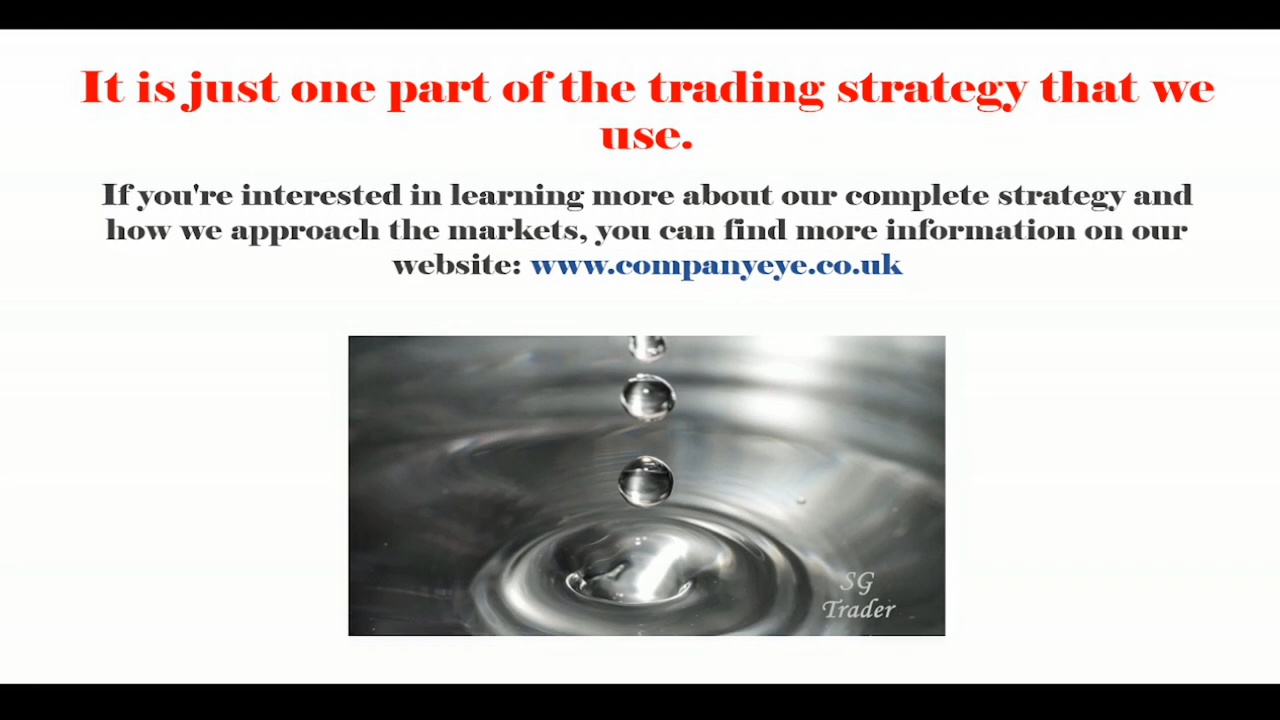 It is just one part of the trading strategy that we
use.
If you're interested in learning more about our complete strategy and
how we approach the markets, you can find more information on our
website: www.companyeye.co.uk
SG
Trader